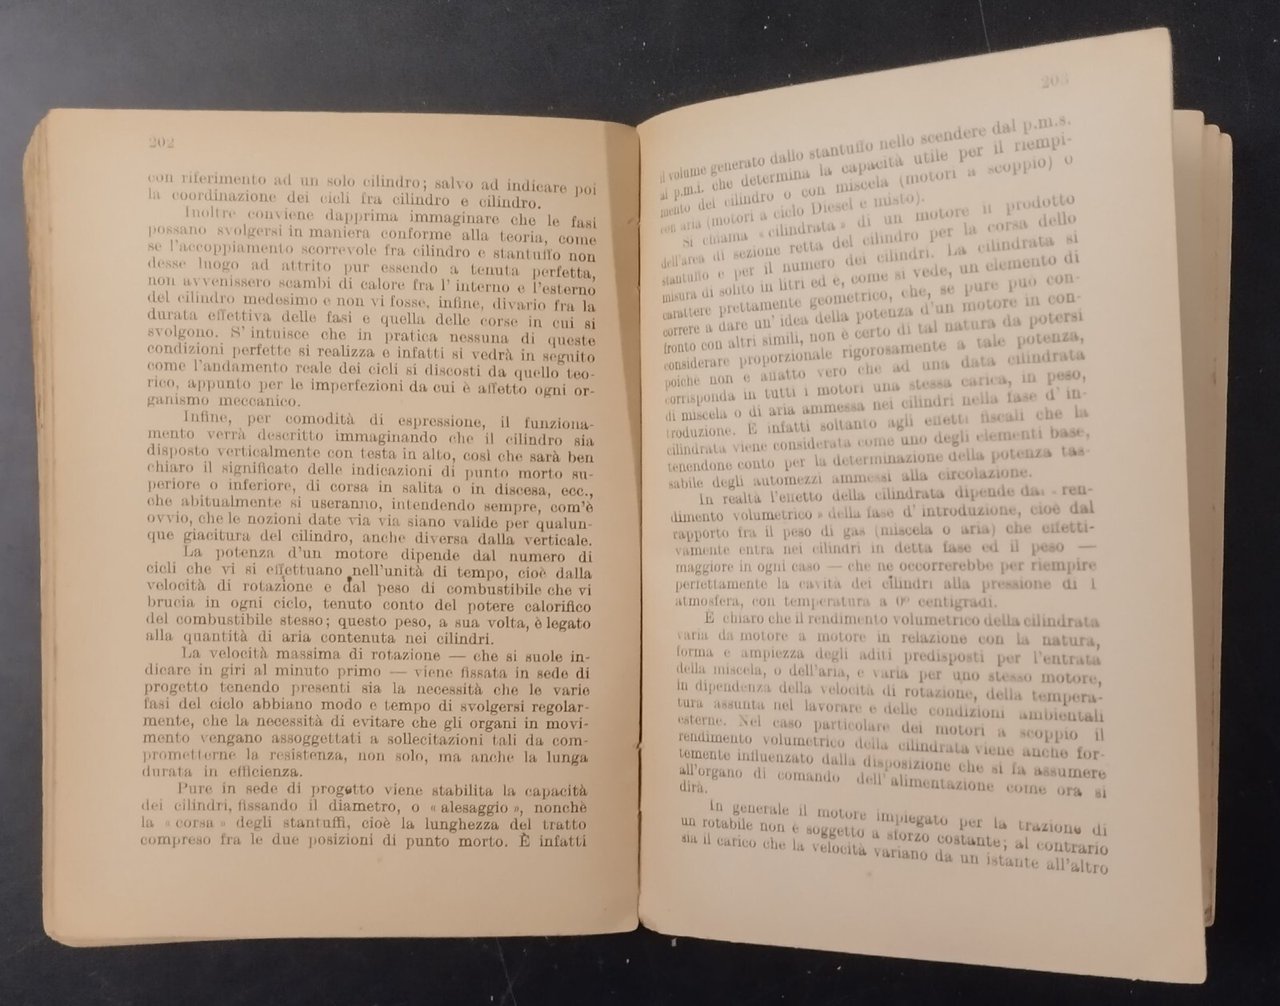 202
con riferimento ad un solo cilindro; salvo ad indicare poi
la coordinazione dei cicli fra cilindro e cilindro.
Inoltre conviene dapprima immaginare che le fasi
possano svolgersi in maniera conforme alla teoria, come
se l'accoppiamento scorrevole fra cilindro e stantuffo non
desse luogo ad attrito pur essendo a tenuta perfetta,
non avvenissero scambi di calore fra l' interno e l'esterno
del cilindro medesimo e non vi fosse, infine, divario fra la
durata effettiva delle fasi e quella delle corse in cui si
svolgono. S' intuisce che in pratica nessuna di queste
condizioni perfette si realizza e infatti si vedrà in seguito
come l'andamento reale dei cicli si discosti da quello teo-
rico, appunto per le imperfezioni da cui è affetto ogni or-
ganismo meccanico.
Infine, per comodità di espressione, il funziona-
mento verrà descritto immaginando che il cilindro sia
disposto verticalmente con testa in alto, così che sarà ben
chiaro il significato delle indicazioni di punto morto su-
periore o inferiore, di corsa in salita o in discesa, ecc.,
che abitualmente si useranno, intendendo sempre, com'è
ovvio, che le nozioni date via via siano valide per qualun-
que giacitura del cilindro, anche diversa dalla verticale.
La potenza d'un motore dipende dal numero di
cicli che vi si effettuano nell'unità di tempo, cioè dalla
velocità di rotazione e dal peso di combustibile che vi
brucia in ogni ciclo, tenuto conto del potere calorifico
del combustibile stesso; questo peso, a sua volta, è legato
alla quantità di aria contenuta nei cilindri.
La velocità massima di rotazione — che si suole in-
dicare in giri al minuto primo — viene fissata in sede di
progetto tenendo presenti sia la necessità che le varie
fasi del ciclo abbiano modo e tempo di svolgersi regolar-
mente, che la necessità di evitare che gli organi in movi-
mento vengano assoggettati a sollecitazioni tali da com-
prometterne la resistenza, non solo, ma anche la lunga
durata in efficienza.
Pure in sede di progetto viene stabilita la capacità
dei cilindri, fissando il diametro, o « alesaggio », nonchè
la « corsa » degli stantuffi, cioè la lunghezza del tratto
compreso fra le due posizioni di punto morto. È infatti
203
il volume generato dallo stantuffo nello scendere dal p.m.s.
al p.m.i. che determina la capacità utile per il riempi-
mento del cilindro o con miscela (motori a scoppio) o
con aria (motori a ciclo Diesel e misto).
Si chiama « cilindrata » di un motore il prodotto
dell'area di sezione retta del cilindro per la corsa dello
stantuffo e per il numero dei cilindri. La cilindrata si
misura di solito in litri ed è, come si vede, un elemento di
carattere prettamente geometrico, che, se pure può con-
correre a dare un' idea della potenza d'un motore in con-
fronto con altri simili, non è certo di tal natura da potersi
considerare proporzionale rigorosamente a tale potenza,
poichè non è affatto vero che ad una data cilindrata
corrisponda in tutti i motori una stessa carica, in peso,
di miscela o di aria ammessa nei cilindri nella fase d' in-
troduzione. È infatti soltanto agli effetti fiscali che la
cilindrata viene considerata come uno degli elementi base,
tenendone conto per la determinazione della potenza tas-
sabile degli automezzi ammessi alla circolazione.
In realtà l'effetto della cilindrata dipende dal « ren-
dimento volumetrico » della fase d' introduzione, cioè dal
rapporto fra il peso di gas (miscela o aria) che effetti-
vamente entra nei cilindri in detta fase ed il peso —
maggiore in ogni caso — che ne occorrerebbe per riempire
perfettamente la cavità dei cilindri alla pressione di 1
atmosfera, con temperatura a 0° centigradi.
È chiaro che il rendimento volumetrico della cilindrata
varia da motore a motore in relazione con la natura,
forma e ampiezza degli aditi predisposti per l'entrata
della miscela, o dell'aria, e varia per uno stesso motore,
in dipendenza della velocità di rotazione, della tempera-
tura assunta nel lavorare e delle condizioni ambientali
esterne. Nel caso particolare dei motori a scoppio il
rendimento volumetrico della cilindrata viene anche for-
temente influenzato dalla disposizione che si fa assumere
all'organo di comando dell' alimentazione come ora si
dirà.
In generale il motore impiegato per la trazione di
un rotabile non è soggetto a sforzo costante; al contrario
sia il carico che la velocità variano da un istante all'altro